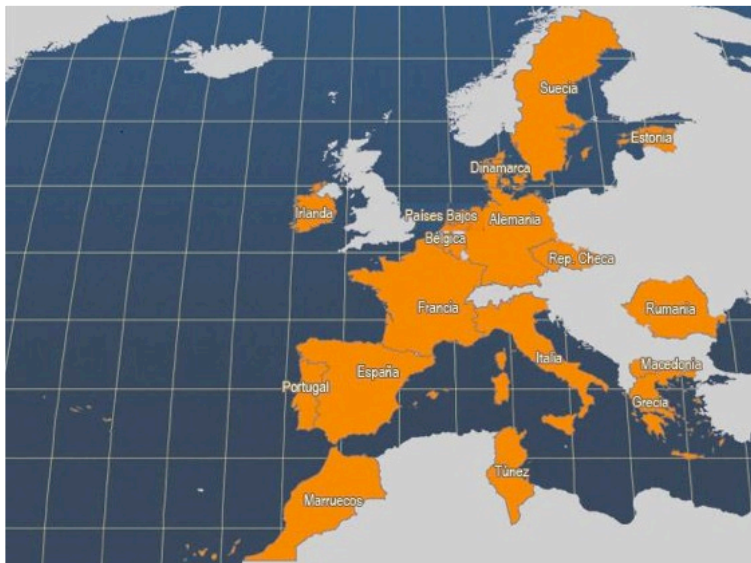 Suecia
Estonia
Dinamarca
Irlanda
Países Bajos
Alemania
Bélgica
Rep. Checa
Francia
Rumania
Italia
Macedonia
España
Portugal
Grecia
Túnez
Marruecos